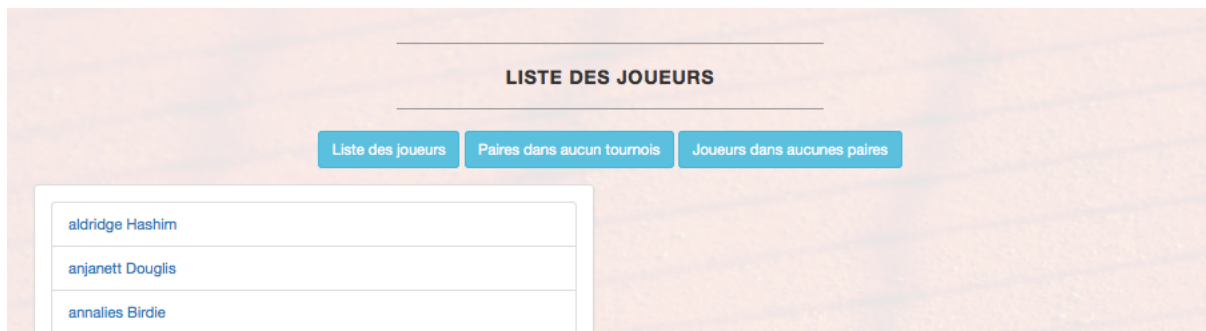 LISTE DES JOUEURS
Liste des joueurs Paires dans aucun tournois Joueurs dans aucunes paires
aldridge Hashim
anjanett Douglis
annalies Birdie